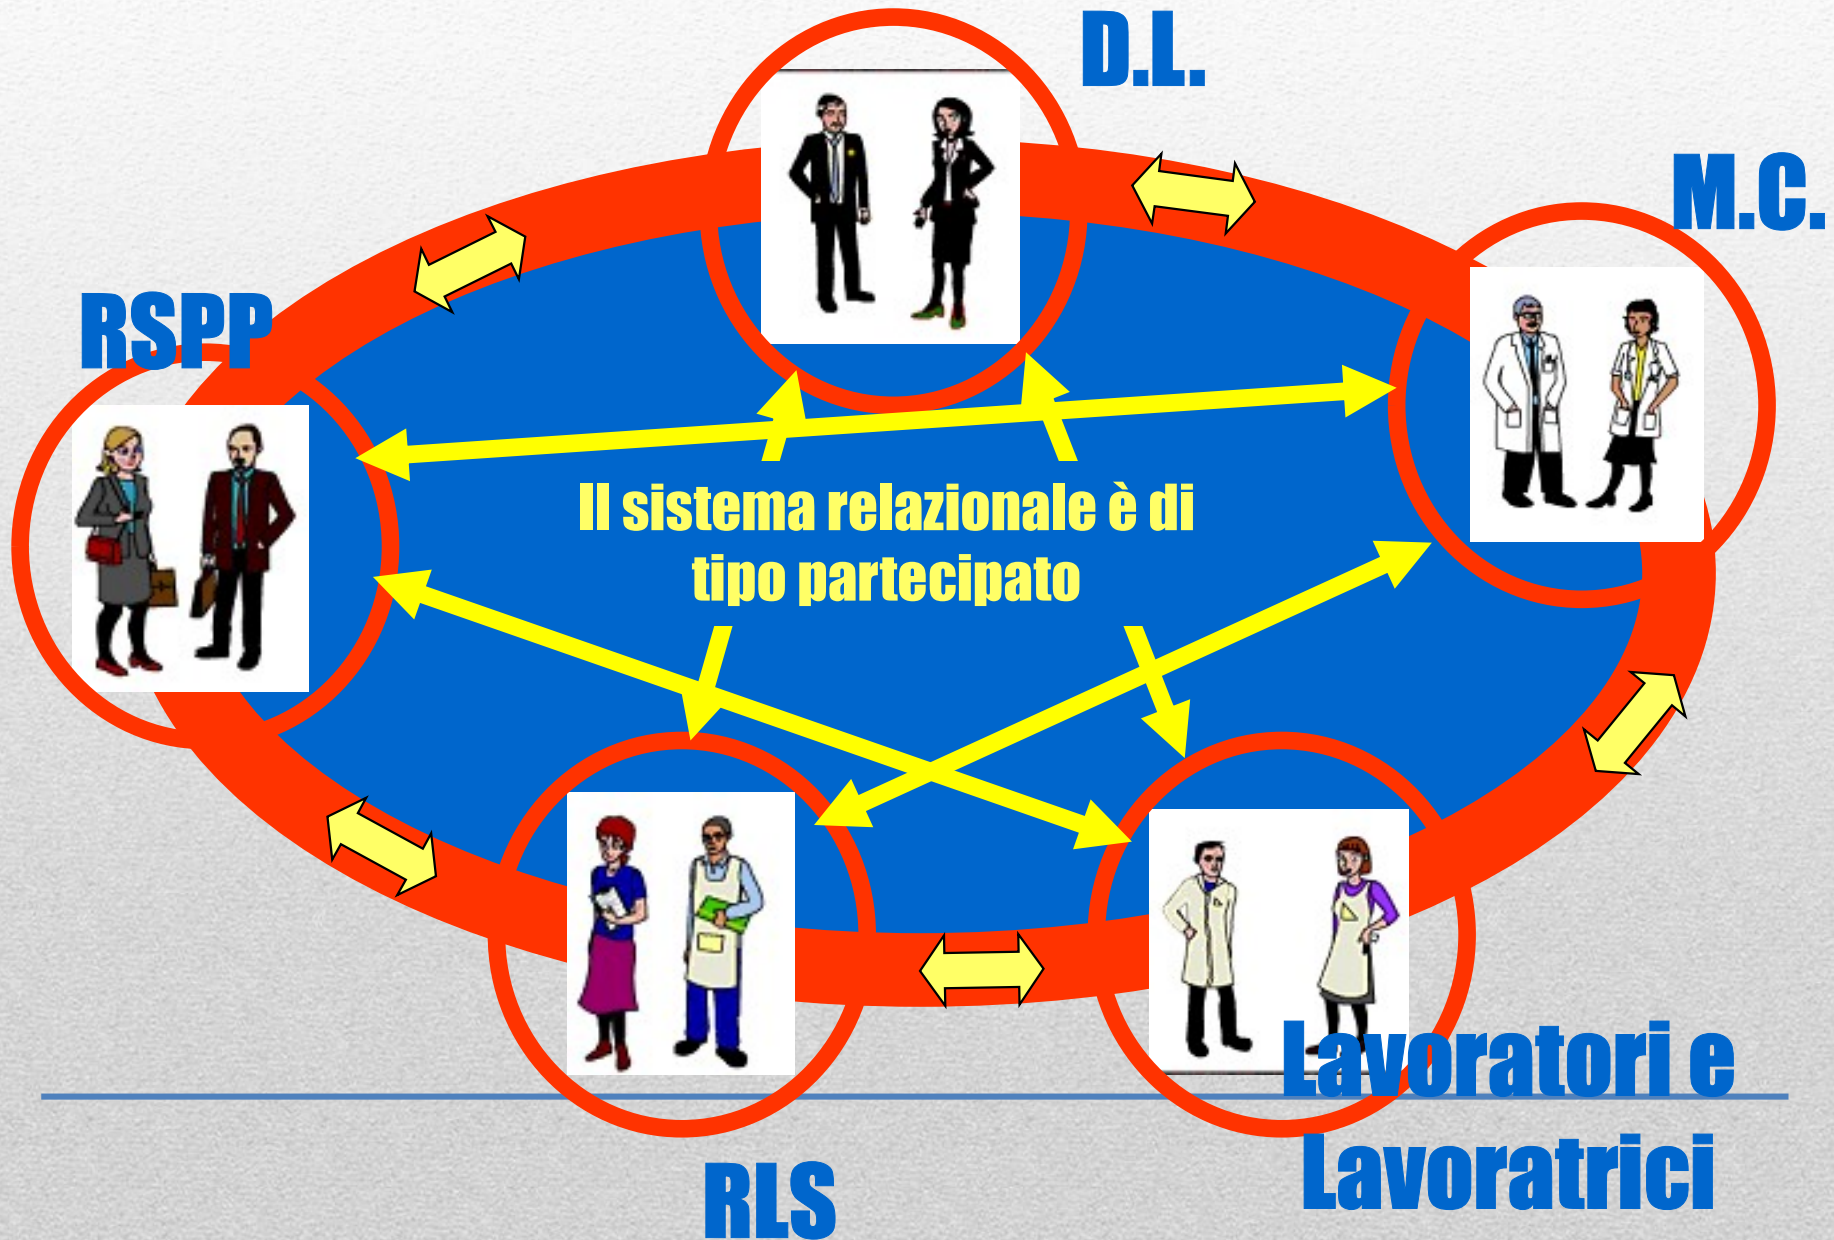 D.L.
M.C.
RSPP
Il sistema relazionale è di
tipo partecipato
Lavoratori e
Lavoratrici
RLS